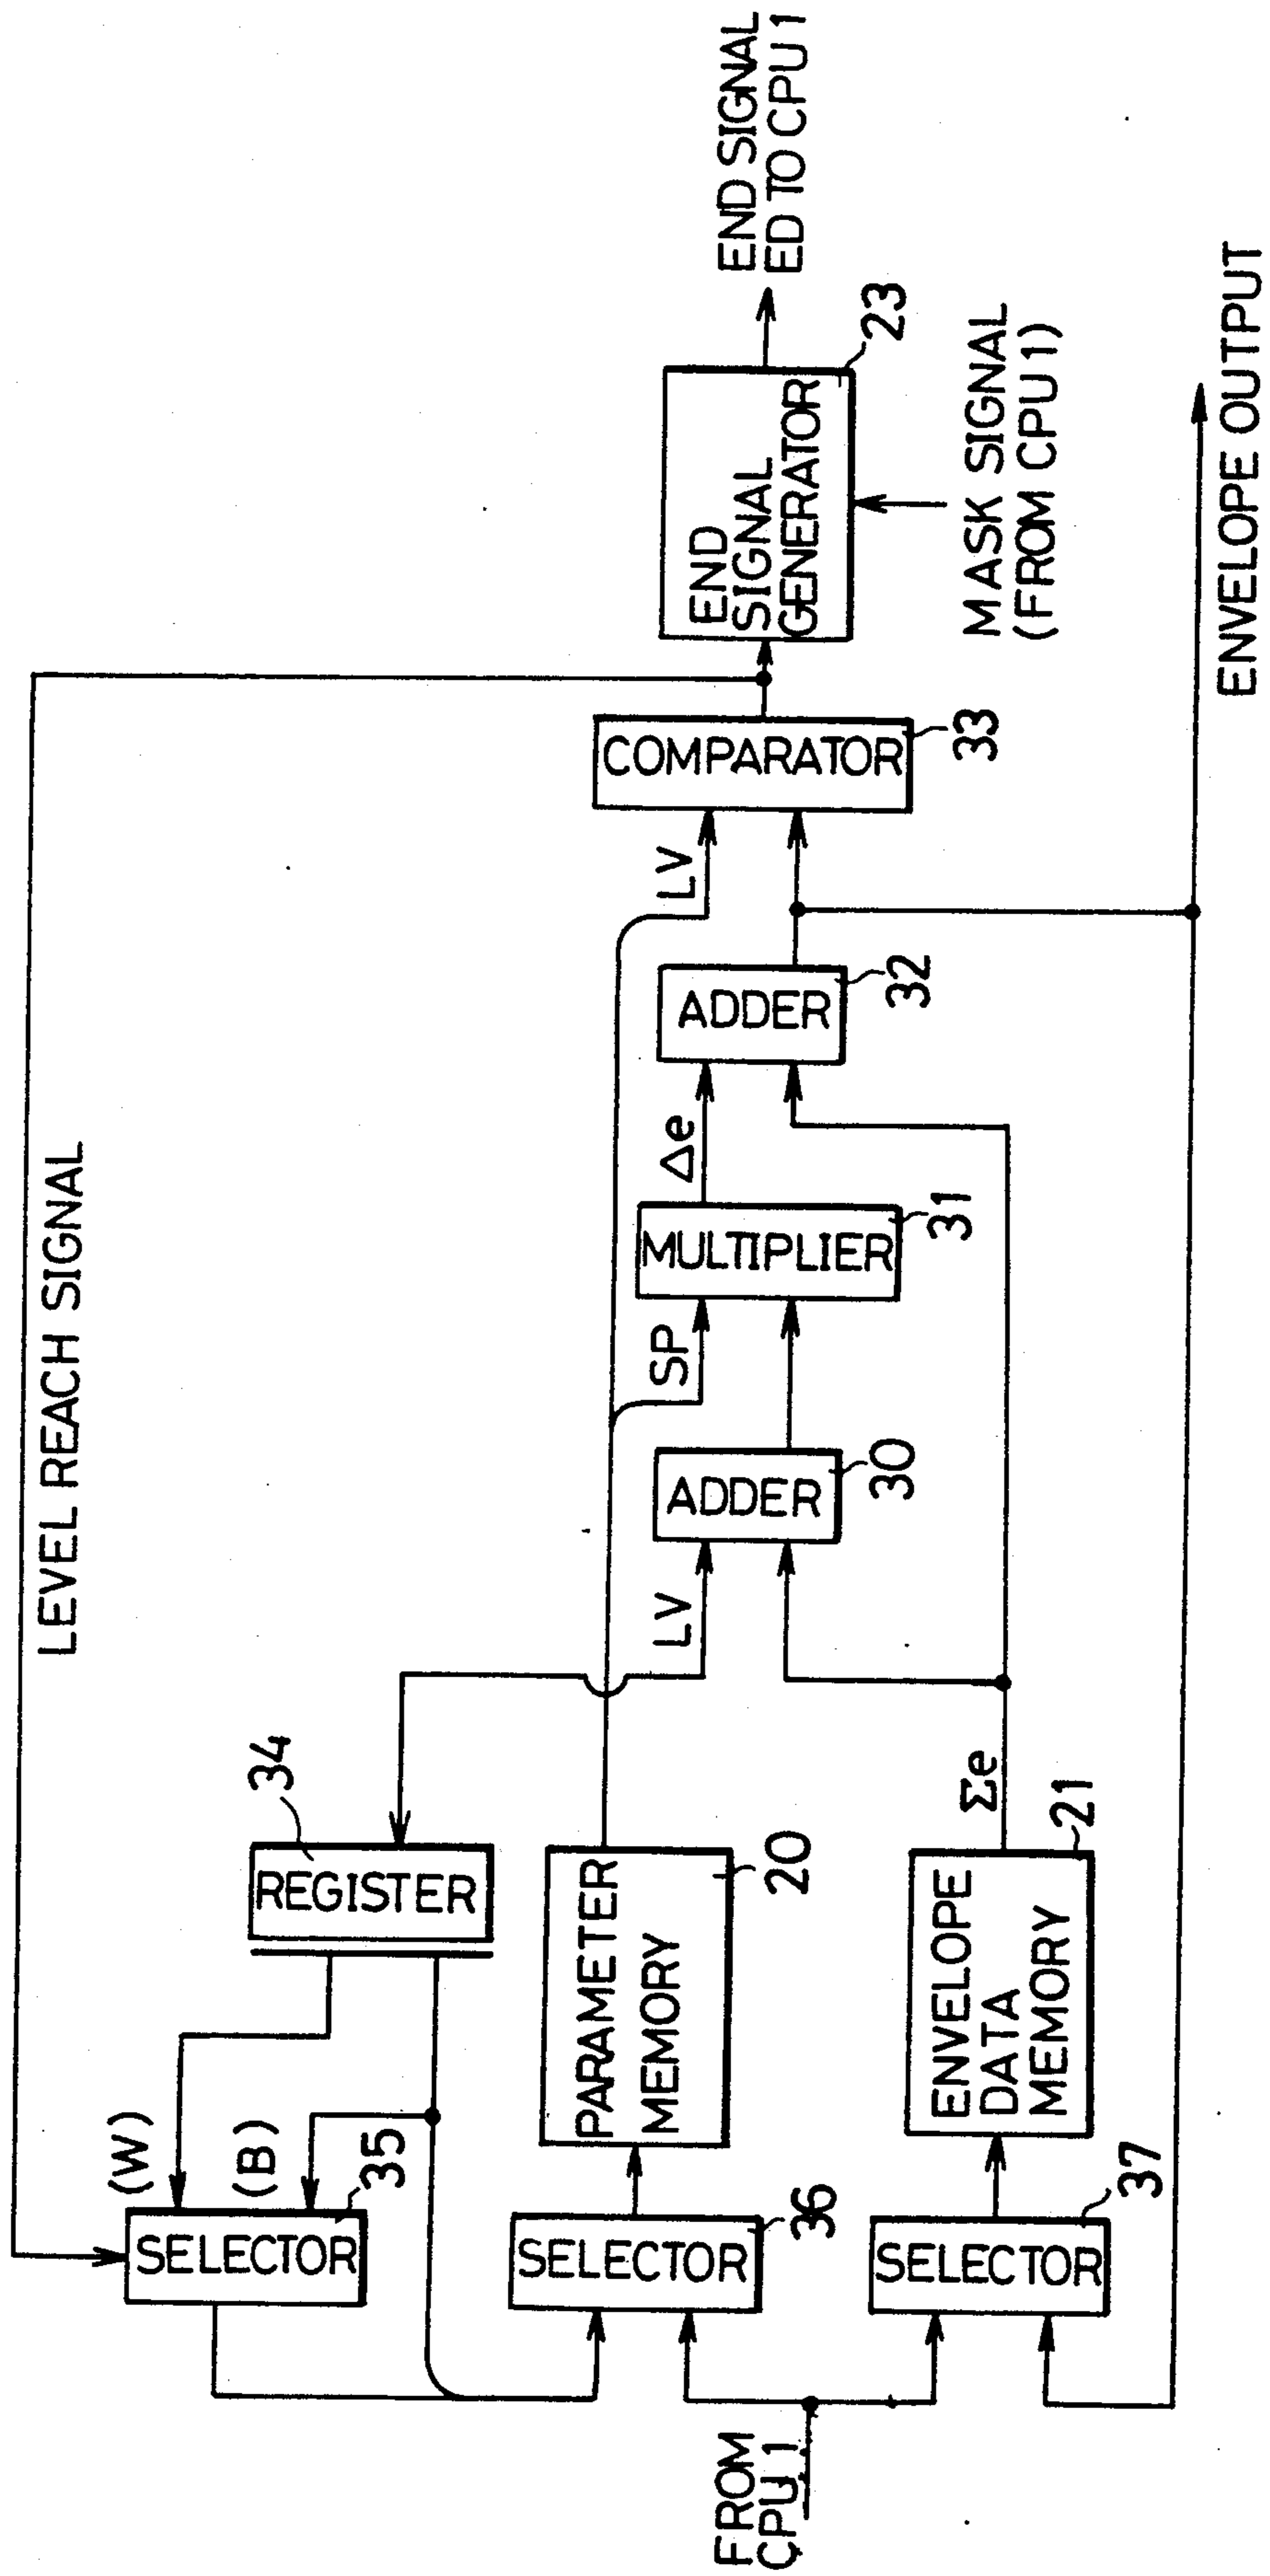 LEVEL REACH SIGNAL
(W)
(B)
SELECTOR
35
REGISTER
34
FROM
CPU 1
SELECTOR
36
PARAMETER
MEMORY
20
SELECTOR
37
ENVELOPE
DATA
MEMORY
21
Σe
LV
ADDER
30
SP
MULTIPLIER
31
Δe
ADDER
32
LV
COMPARATOR
33
END
SIGNAL
GENERATOR
23
END SIGNAL
ED TO CPU 1
MASK SIGNAL
(FROM CPU 1)
ENVELOPE OUTPUT